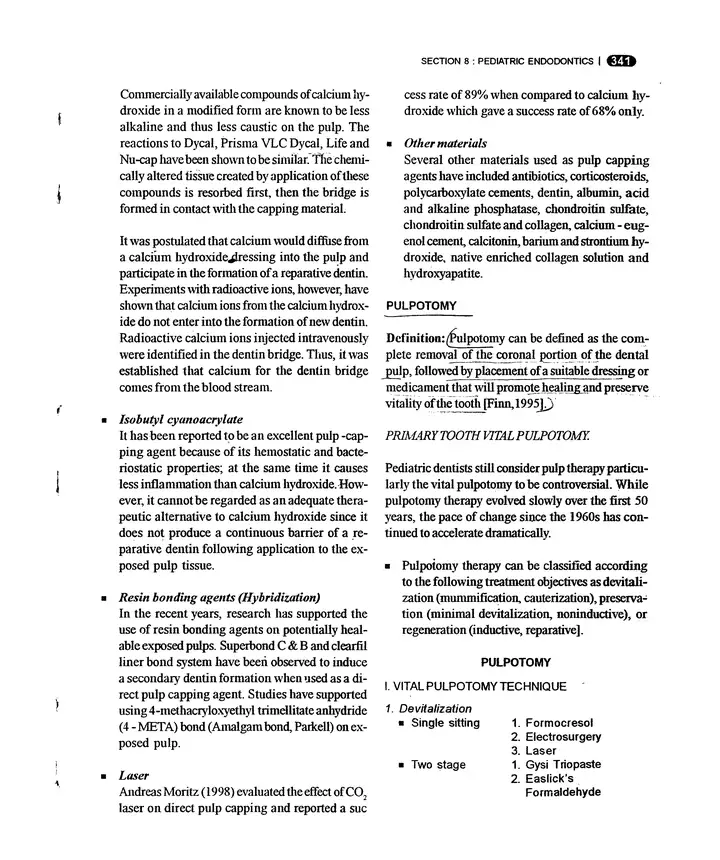 SECTION 8 : PEDIATRIC ENDODONTICS | 341
Commercially available compounds of calcium hy-
droxide in a modified form are known to be less
alkaline and thus less caustic on the pulp. The
reactions to Dycal, Prisma VLC Dycal, Life and
Nu-cap have been shown to be similar. The chemi-
cally altered tissue created by application of these
compounds is resorbed first, then the bridge is
formed in contact with the capping material.
It was postulated that calcium would diffuse from
a calcium hydroxide dressing into the pulp and
participate in the formation of a reparative dentin.
Experiments with radioactive ions, however, have
shown that calcium ions from the calcium hydrox-
ide do not enter into the formation of new dentin.
Radioactive calcium ions injected intravenously
were identified in the dentin bridge. Thus, it was
established that calcium for the dentin bridge
comes from the blood stream.
■ Isobutyl cyanoacrylate
It has been reported to be an excellent pulp -cap-
ping agent because of its hemostatic and bacte-
riostatic properties; at the same time it causes
less inflammation than calcium hydroxide. How-
ever, it cannot be regarded as an adequate thera-
peutic alternative to calcium hydroxide since it
does not produce a continuous barrier of a re-
parative dentin following application to the ex-
posed pulp tissue.
■ Resin bonding agents (Hybridization)
In the recent years, research has supported the
use of resin bonding agents on potentially heal-
able exposed pulps. Superbond C & B and clearfil
liner bond system have been observed to induce
a secondary dentin formation when used as a di-
rect pulp capping agent. Studies have supported
using 4-methacryloxyethyl trimellitate anhydride
(4 - META) bond (Amalgam bond, Parkell) on ex-
posed pulp.
■ Laser
Andreas Moritz (1998) evaluated the effect of CO2
laser on direct pulp capping and reported a suc
cess rate of 89% when compared to calcium hy-
droxide which gave a success rate of 68% only.
■ Other materials
Several other materials used as pulp capping
agents have included antibiotics, corticosteroids,
polycarboxylate cements, dentin, albumin, acid
and alkaline phosphatase, chondroitin sulfate,
chondroitin sulfate and collagen, calcium - eug-
enol cement, calcitonin, barium and strontium hy-
droxide, native enriched collagen solution and
hydroxyapatite.
PULPOTOMY
Definition: Pulpotomy can be defined as the com-
plete removal of the coronal portion of the dental
pulp, followed by placement of a suitable dressing or
medicament that will promote healing and preserve
vitality of the tooth [Finn,1995].
PRIMARY TOOTH VITAL PULPOTOMY.
Pediatric dentists still consider pulp therapy particu-
larly the vital pulpotomy to be controversial. While
pulpotomy therapy evolved slowly over the first 50
years, the pace of change since the 1960s has con-
tinued to accelerate dramatically.
■ Pulpotomy therapy can be classified according
to the following treatment objectives as devitali-
zation (mummification, cauterization), preserva-
tion (minimal devitalization, noninductive), or
regeneration (inductive, reparative].
PULPOTOMY
I. VITAL PULPOTOMY TECHNIQUE
1. Devitalization
■ Single sitting 1. Formocresol
2. Electrosurgery
3. Laser
■ Two stage 1. Gysi Triopaste
2. Easlick's
Formaldehyde